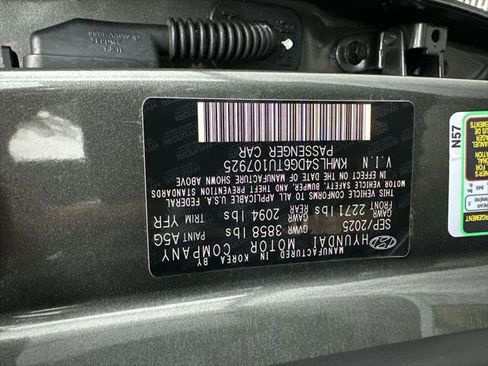 MANUFACTURED IN KOREA BY
HYUNDAI MOTOR COMPANY
SEP/2025 GVWR 3858 lbs PAINT A5G
GAWR
FRONT 2271 lbs GAWR REAR 2094 lbs TRIM YFR
THIS VEHICLE CONFORMS TO ALL APPLICABLE U.S.A. FEDERAL
MOTOR VEHICLE SAFETY, BUMPER, AND THEFT PREVENTION STANDARDS
IN EFFECT ON THE DATE OF MANUFACTURE SHOWN ABOVE
V.I.N KMHLS4DG6TU107925
PASSENGER CAR
N57